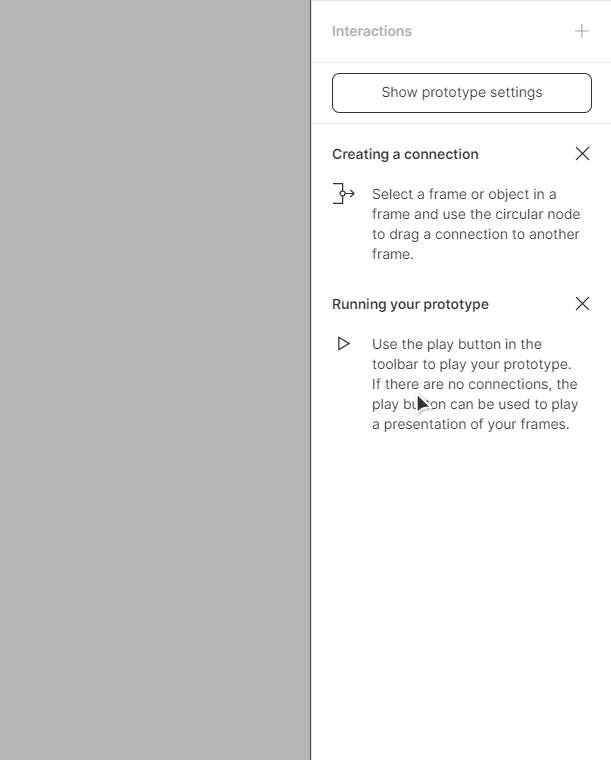 Interactions
Show prototype settings
Creating a connection
Select a frame or object in a
frame and use the circular node
to drag a connection to another
frame.
Running your prototype
Use the play button in the
toolbar to play your prototype.
If there are no connections, the
play button can be used to play
a presentation of your frames.